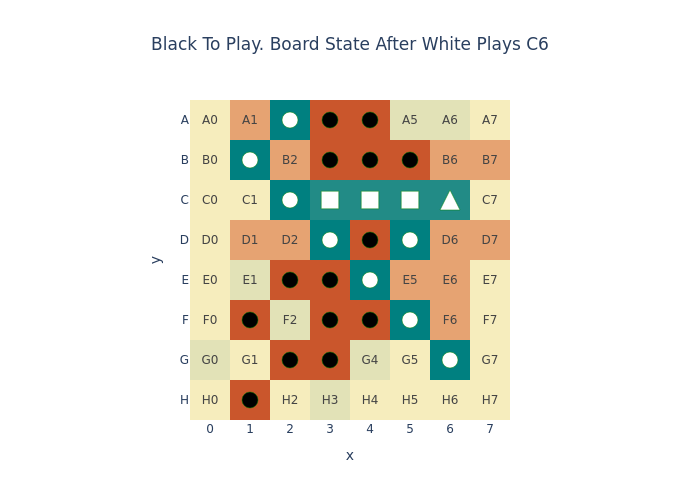 Black To Play. Board State After White Plays C6
A A0 A1 A5 A6 A7
B B0 B2 B6 B7
C C0 C1 C7
D D0 D1 D2 D6 D7
E E0 E1 E5 E6 E7
F F0 F2 F6 F7
G G0 G1 G4 G5 G7
H H0 H2 H3 H4 H5 H6 H7
0 1 2 3 4 5 6 7
x
y